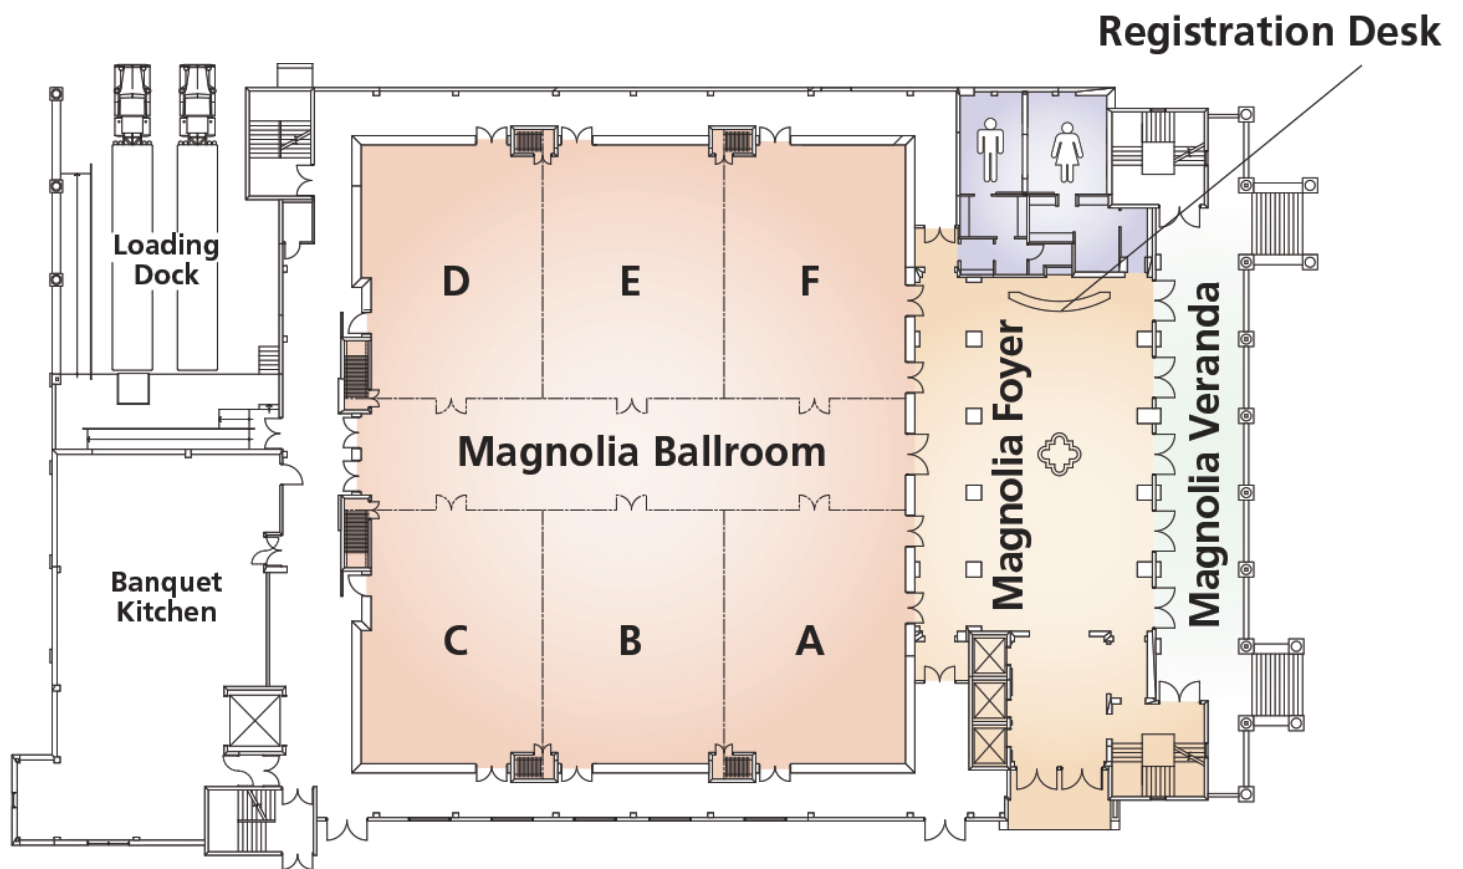 Registration Desk
Loading
Dock
D
E
F
Magnolia Ballroom
Magnolia Foyer
Magnolia Veranda
Banquet
Kitchen
C
B
A